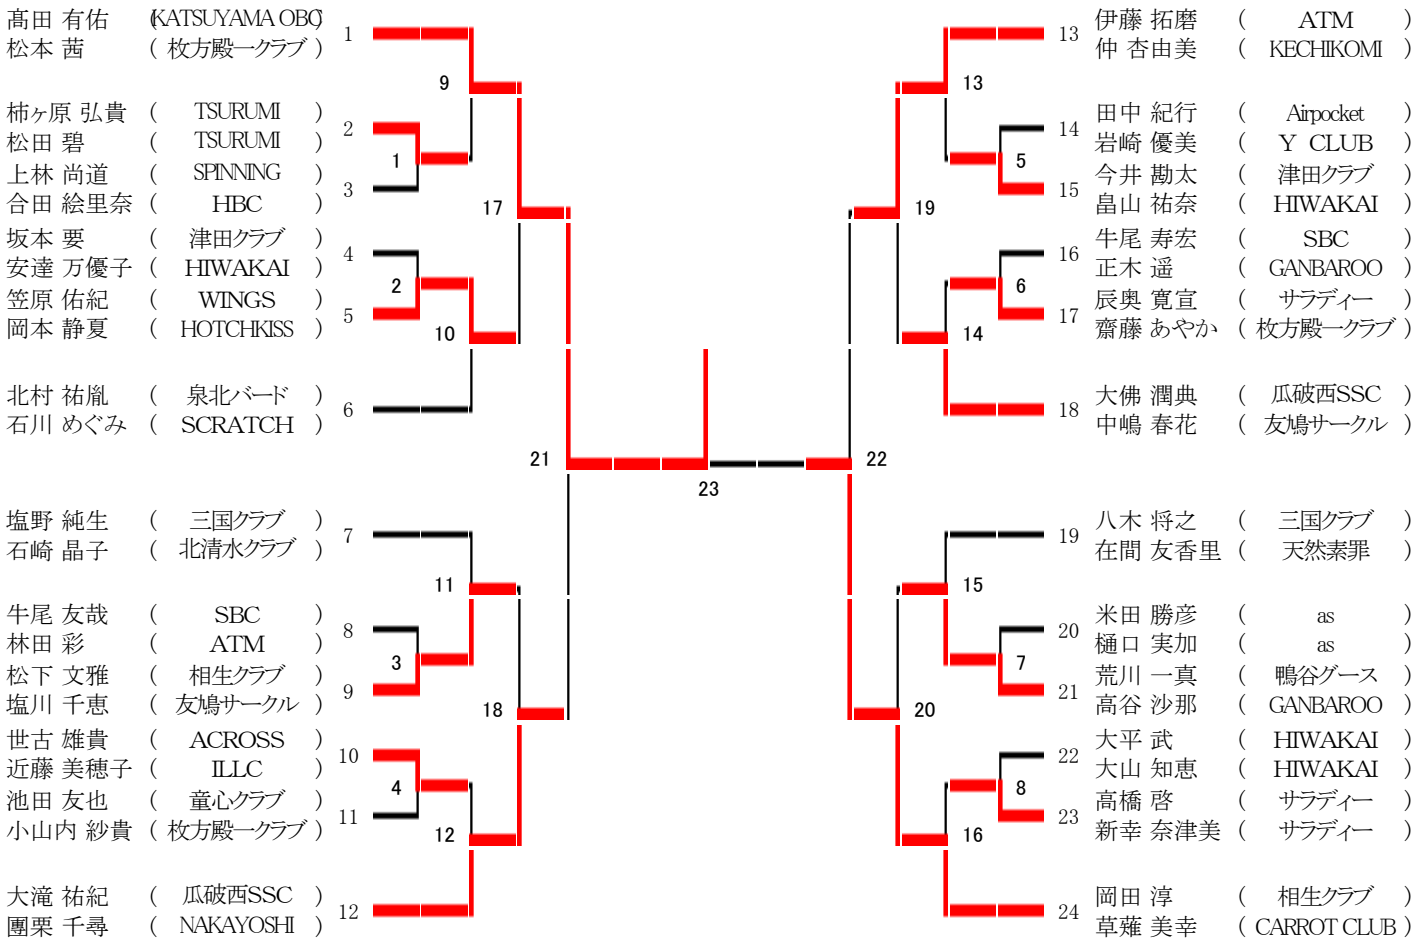 髙田 有佑 (KATSUYAMA OBC)
松本 茜 ( 枚方殿一クラブ )
1
9
柿ヶ原 弘貴 ( TSURUMI )
松田 碧 ( TSURUMI )
2
1
上林 尚道 ( SPINNING )
合田 絵里奈 ( HBC )
3
17
坂本 要 ( 津田クラブ )
安達 万優子 ( HIWAKAI )
4
2
笠原 佑紀 ( WINGS )
岡本 静夏 ( HOTCHKISS )
5
10
北村 祐胤 ( 泉北バード )
石川 めぐみ ( SCRATCH )
6
21
塩野 純生 ( 三国クラブ )
石崎 晶子 ( 北清水クラブ )
7
11
牛尾 友哉 ( SBC )
林田 彩 ( ATM )
8
3
松下 文雅 ( 相生クラブ )
塩川 千恵 ( 友鳩サークル )
9
18
世古 雄貴 ( ACROSS )
近藤 美穂子 ( ILLC )
10
4
池田 友也 ( 童心クラブ )
小山内 紗貴 ( 枚方殿一クラブ )
11
12
大滝 祐紀 ( 瓜破西SSC )
團栗 千尋 ( NAKAYOSHI )
12
23
13 伊藤 拓磨 ( ATM )
仲 杏由美 ( KECHIKOMI )
13
14 田中 紀行 ( Airpocket )
岩崎 優美 ( Y CLUB )
5
15 今井 勘太 ( 津田クラブ )
畠山 祐奈 ( HIWAKAI )
19
16 牛尾 寿宏 ( SBC )
正木 遥 ( GANBAROO )
6
17 辰奥 寛宣 ( サラディー )
齋藤 あやか ( 枚方殿一クラブ )
14
18 大佛 潤典 ( 瓜破西SSC )
中嶋 春花 ( 友鳩サークル )
22
19 八木 将之 ( 三国クラブ )
在間 友香里 ( 天然素罪 )
15
20 米田 勝彦 ( as )
樋口 実加 ( as )
7
21 荒川 一真 ( 鴨谷グース )
高谷 沙那 ( GANBAROO )
20
22 大平 武 ( HIWAKAI )
大山 知恵 ( HIWAKAI )
8
23 高橋 啓 ( サラディー )
新幸 奈津美 ( サラディー )
16
24 岡田 淳 ( 相生クラブ )
草薙 美幸 ( CARROT CLUB )